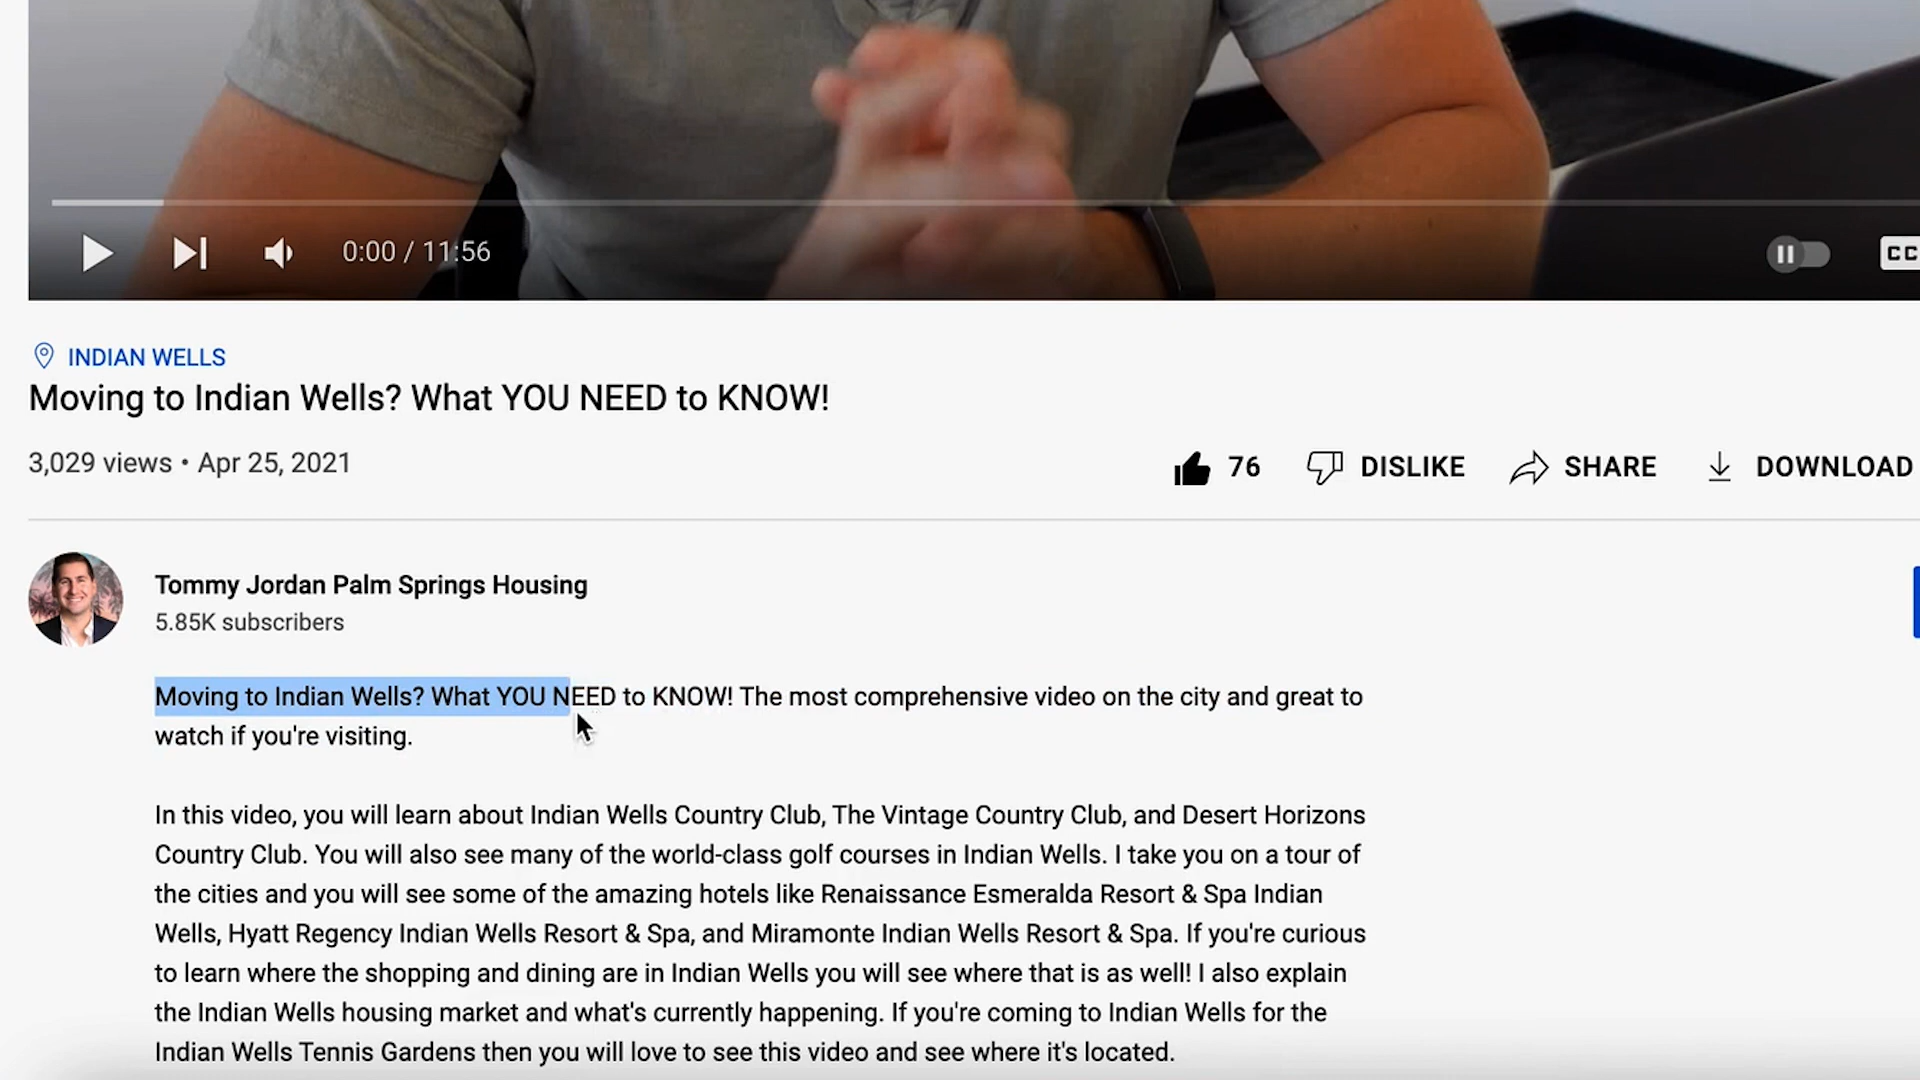 0:00 / 11:56
CC
INDIAN WELLS
Moving to Indian Wells? What YOU NEED to KNOW!
3,029 views • Apr 25, 2021
76 DISLIKE SHARE DOWNLOAD
Tommy Jordan Palm Springs Housing
5.85K subscribers
Moving to Indian Wells? What YOU NEED to KNOW! The most comprehensive video on the city and great to
watch if you're visiting.
In this video, you will learn about Indian Wells Country Club, The Vintage Country Club, and Desert Horizons
Country Club. You will also see many of the world-class golf courses in Indian Wells. I take you on a tour of
the cities and you will see some of the amazing hotels like Renaissance Esmeralda Resort & Spa Indian
Wells, Hyatt Regency Indian Wells Resort & Spa, and Miramonte Indian Wells Resort & Spa. If you're curious
to learn where the shopping and dining are in Indian Wells you will see where that is as well! I also explain
the Indian Wells housing market and what's currently happening. If you're coming to Indian Wells for the
Indian Wells Tennis Gardens then you will love to see this video and see where it's located.